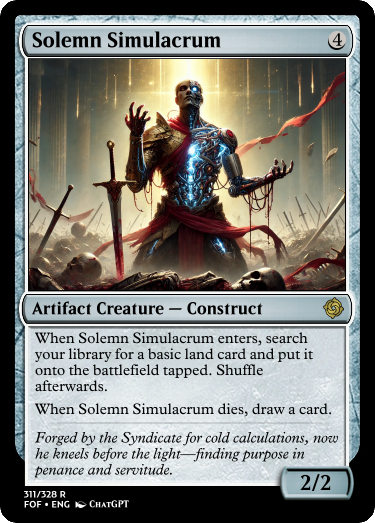 Solemn Simulacrum 4
Artifact Creature — Construct
When Solemn Simulacrum enters, search
your library for a basic land card and put it
onto the battlefield tapped. Shuffle
afterwards.
When Solemn Simulacrum dies, draw a card.
Forged by the Syndicate for cold calculations, now
he kneels before the light—finding purpose in
penance and servitude.
2/2
311/328 R
FOF • ENG ChatGPT